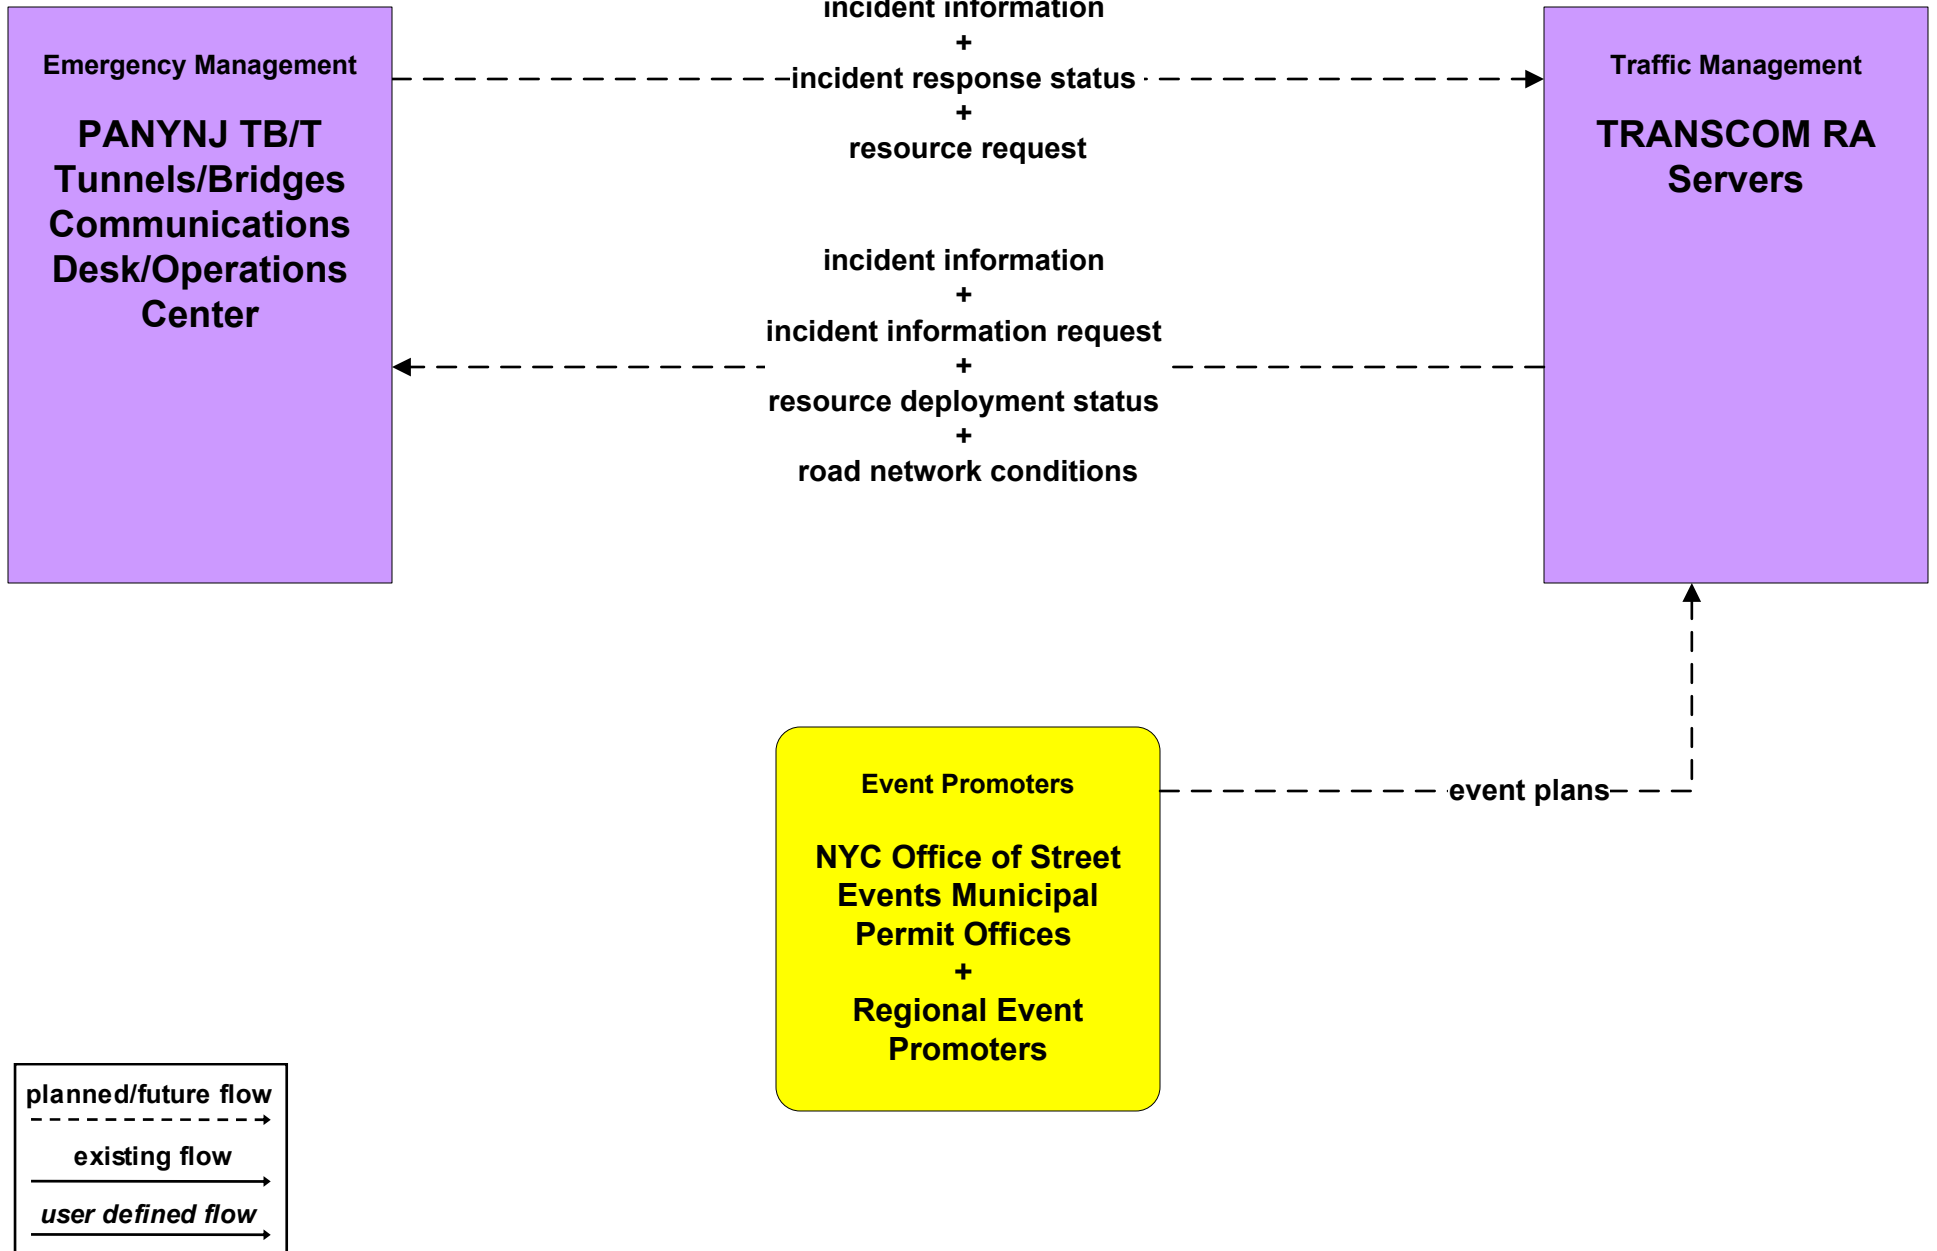 Emergency Management
PANYNJ TB/T
Tunnels/Bridges
Communications
Desk/Operations
Center
incident information
+
incident response status
+
resource request
Traffic Management
TRANSCOM RA
Servers
incident information
+
incident information request
+
resource deployment status
+
road network conditions
Event Promoters
NYC Office of Street
Events Municipal
Permit Offices
+
Regional Event
Promoters
event plans
planned/future flow
existing flow
user defined flow